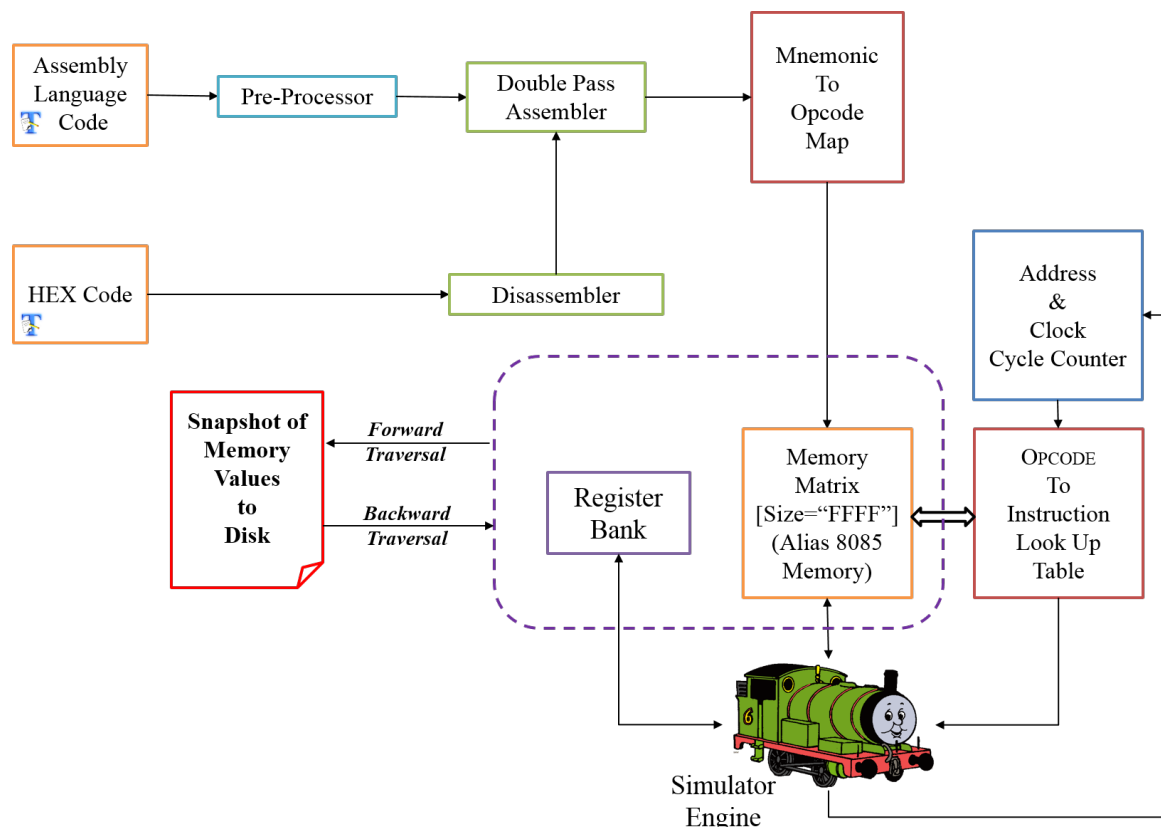 Assembly
Language
Code
Pre-Processor
Double Pass
Assembler
Mnemonic
To
Opcode
Map
HEX Code
Disassembler
Address
&
Clock
Cycle Counter
Snapshot of
Memory
Values
to
Disk
Forward
Traversal
Backward
Traversal
Register
Bank
Memory
Matrix
[Size=“FFFF”]
(Alias 8085
Memory)
OPCODE
To
Instruction
Look Up
Table
6
Simulator
Engine